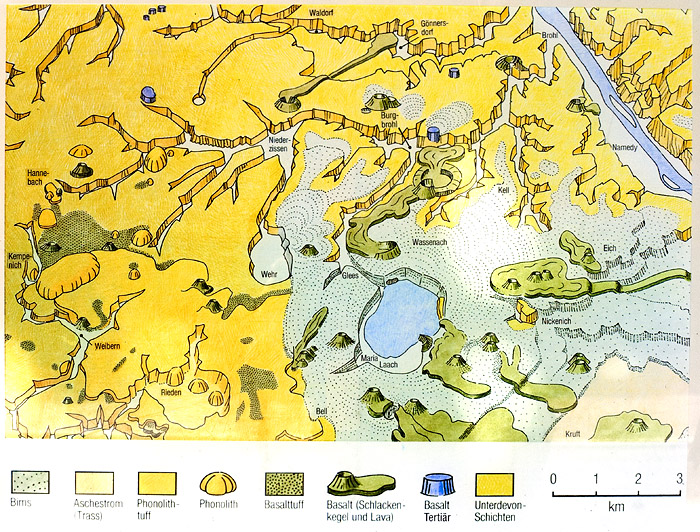 Waldorf
Gönners-
dorf
Brohl
Burg-
brohl
Nieder-
zissen
Namedy
Hanne-
bach
Kell
Wassenach
Eich
Kempe-
nich
Wehr
Glees
Nickenich
Weibern
Maria
Laach
Rieden
Bell
Kruft
Bims
Aschestrom
(Trass)
Phonolith-
tuff
Phonolith
Basalttuff
Basalt (Schlacken-
kegel und Lava)
Basalt
Tertiär
Unterdevon-
Schichten
0 1 2 3
km